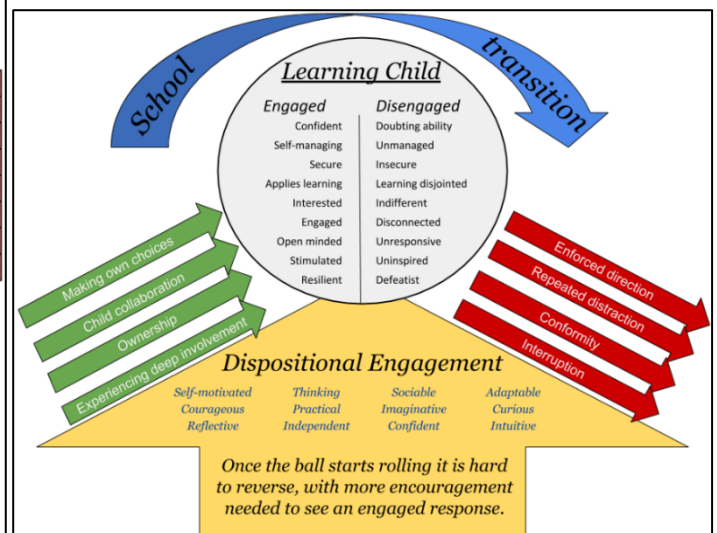 School transition
Learning Child
Engaged Disengaged
Confident Doubting ability
Self-managing Unmanaged
Secure Insecure
Applies learning Learning disjointed
Interested Indifferent
Engaged Disconnected
Open minded Unresponsive
Stimulated Uninspired
Resilient Defeatist
Making own choices
Child collaboration
Ownership
Experiencing deep involvement
Enforced direction
Repeated distraction
Conformity
Interruption
Dispositional Engagement
Self-motivated Thinking Sociable Adaptable
Courageous Practical Imaginative Curious
Reflective Independent Confident Intuitive
Once the ball starts rolling it is hard
to reverse, with more encouragement
needed to see an engaged response.